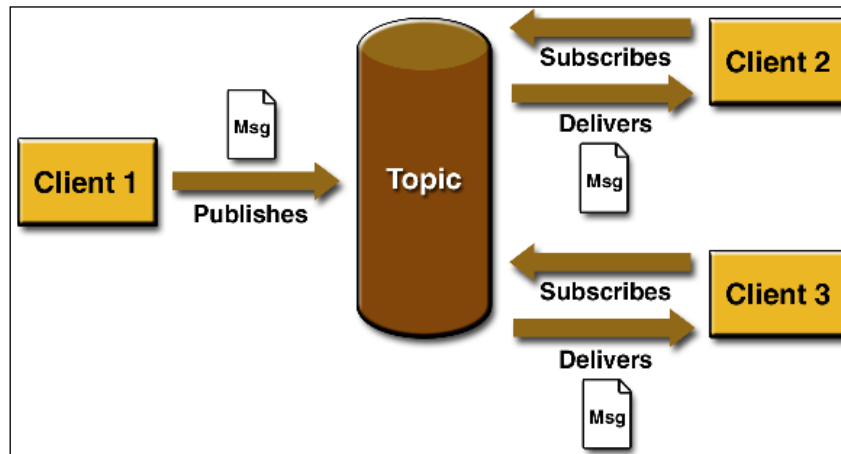 Client 1
Msg
Publishes
Topic
Subscribes
Client 2
Delivers
Msg
Subscribes
Client 3
Delivers
Msg